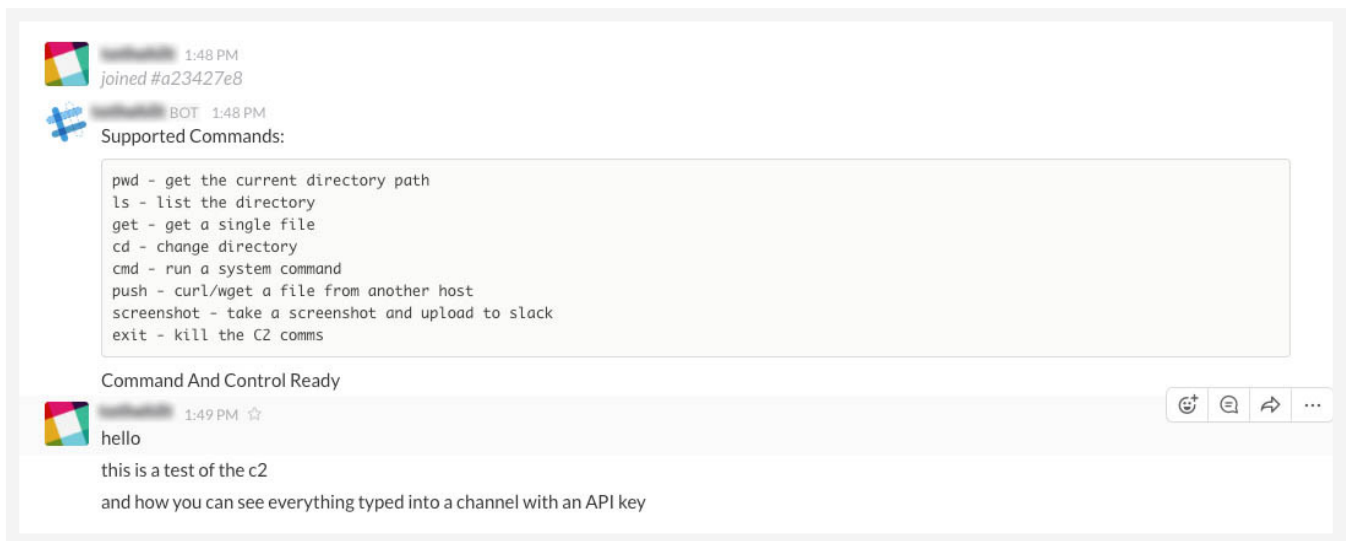 1:48 PM
joined #a23427e8
BOT 1:48 PM
Supported Commands:
pwd - get the current directory path
ls - list the directory
get - get a single file
cd - change directory
cmd - run a system command
push - curl/wget a file from another host
screenshot - take a screenshot and upload to slack
exit - kill the C2 comms
Command And Control Ready
1:49 PM
hello
this is a test of the c2
and how you can see everything typed into a channel with an API key